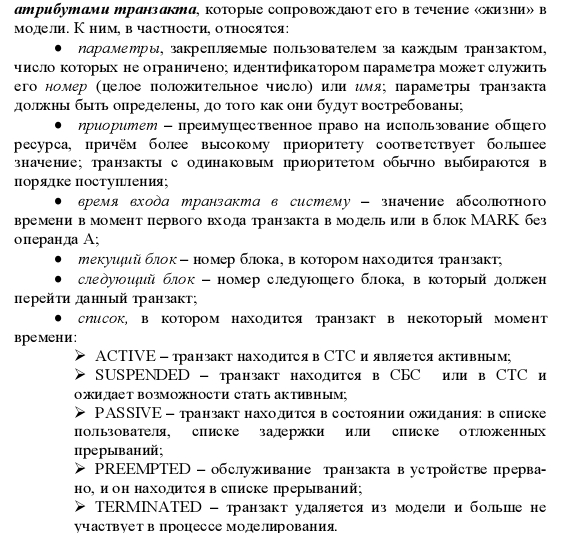 атрибутами транзакта, которые сопровождают его в течение «жизни» в
модели. К ним, в частности, относятся:
• параметры, закрепляемые пользователем за каждым транзактом,
число которых не ограничено; идентификатором параметра может служить
его номер (целое положительное число) или имя; параметры транзакта
должны быть определены, до того как они будут востребованы;
• приоритет – преимущественное право на использование общего
ресурса, причём более высокому приоритету соответствует большее
значение; транзакты с одинаковым приоритетом обычно выбираются в
порядке поступления;
• время входа транзакта в систему – значение абсолютного
времени в момент первого входа транзакта в модель или в блок MARK без
операнда А;
• текущий блок – номер блока, в котором находится транзакт;
• следующий блок – номер следующего блока, в который должен
перейти данный транзакт;
• список, в котором находится транзакт в некоторый момент
времени:
➢ ACTIVE – транзакт находится в СТС и является активным;
➢ SUSPENDED – транзакт находится в СБС или в СТС и
ожидает возможности стать активным;
➢ PASSIVE – транзакт находится в состоянии ожидания: в списке
пользователя, списке задержки или списке отложенных
прерываний;
➢ PREEMPTED – обслуживание транзакта в устройстве прерва-
но, и он находится в списке прерываний;
➢ TERMINATED – транзакт удаляется из модели и больше не
участвует в процессе моделирования.